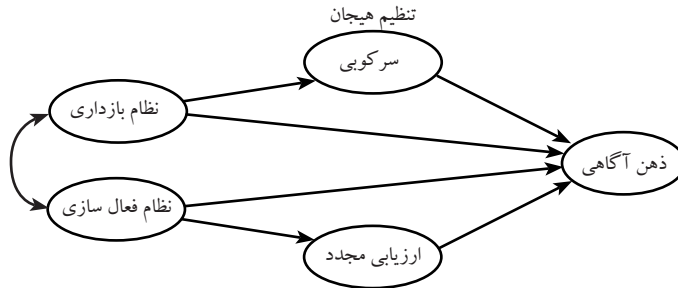 تنظیم هیجان
سرکوبی
نظام بازداری
ذهن آگاهی
نظام فعال سازی
ارزیابی مجدد